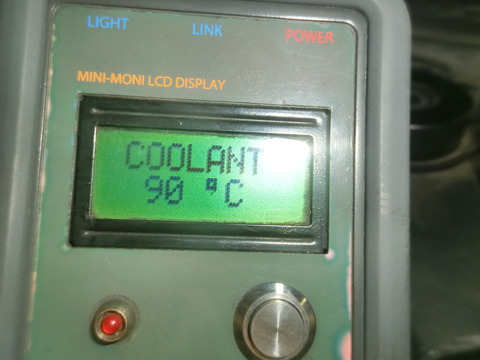 LIGHT LINK POWER
MINI-MONI LCD DISPLAY
COOLANT
90 °C